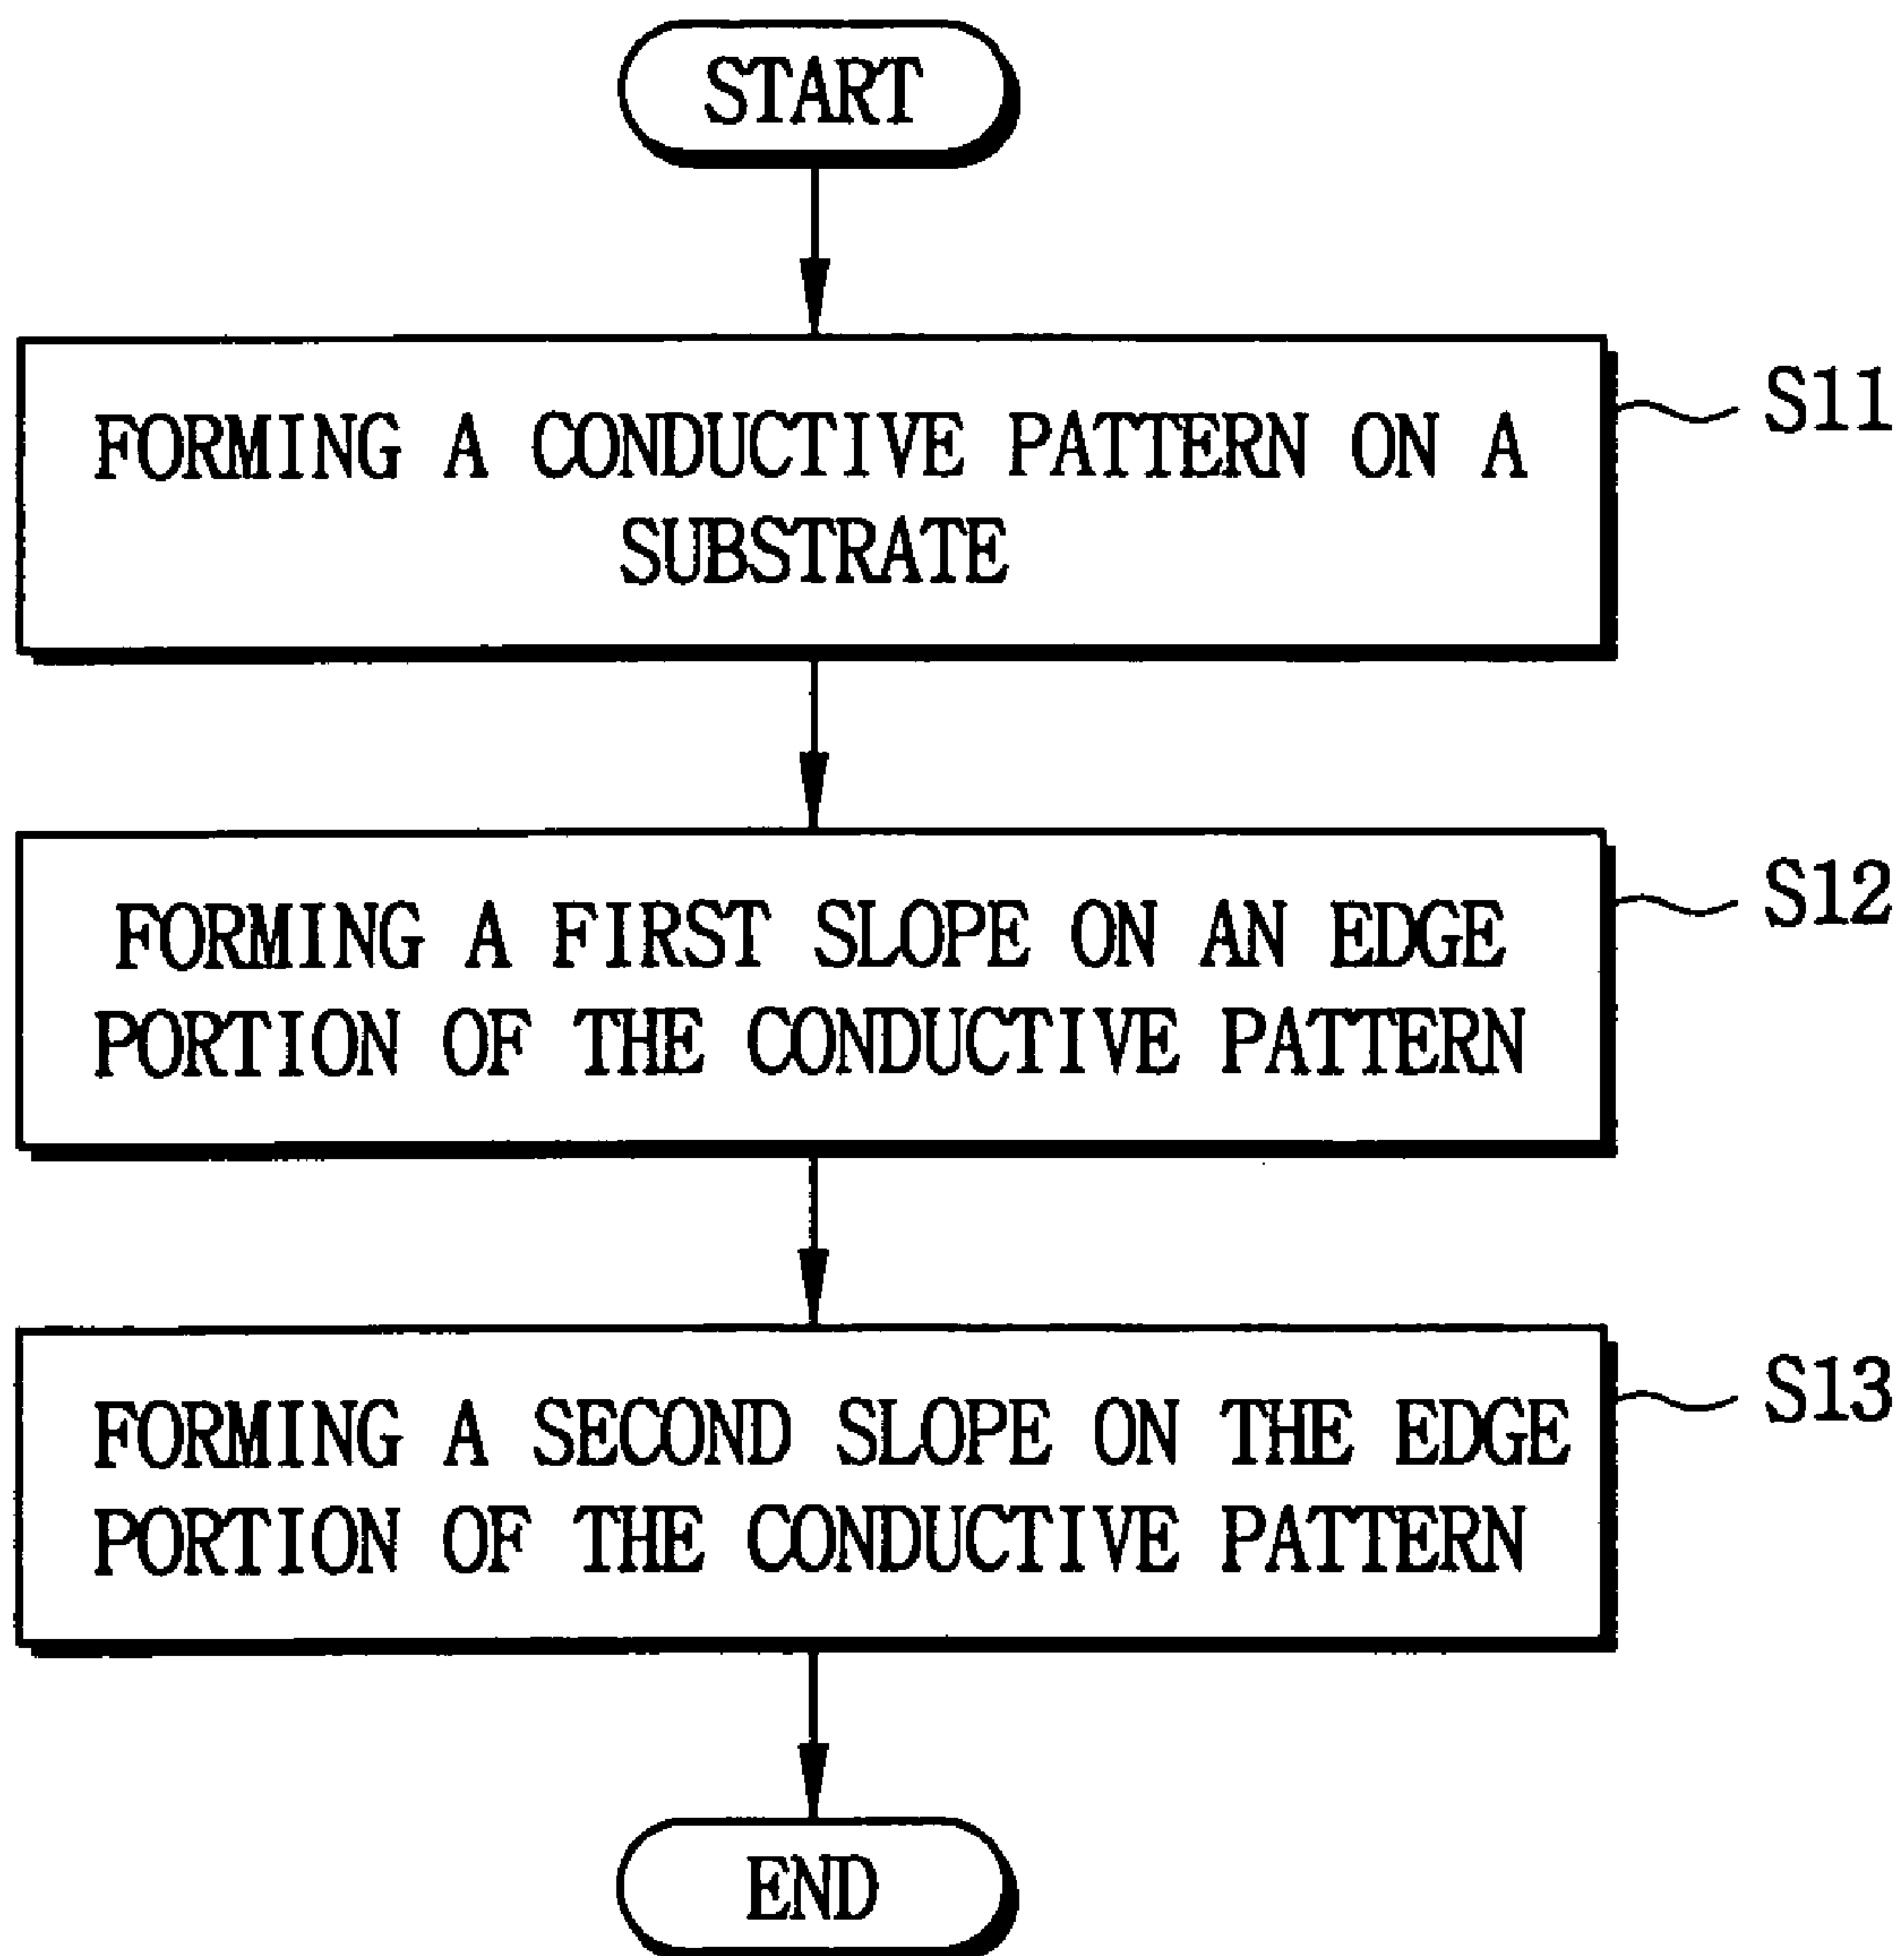 START
FORMING A CONDUCTIVE PATTERN ON A
SUBSTRATE
S11
FORMING A FIRST SLOPE ON AN EDGE
PORTION OF THE CONDUCTIVE PATTERN
S12
FORMING A SECOND SLOPE ON THE EDGE
PORTION OF THE CONDUCTIVE PATTERN
S13
END